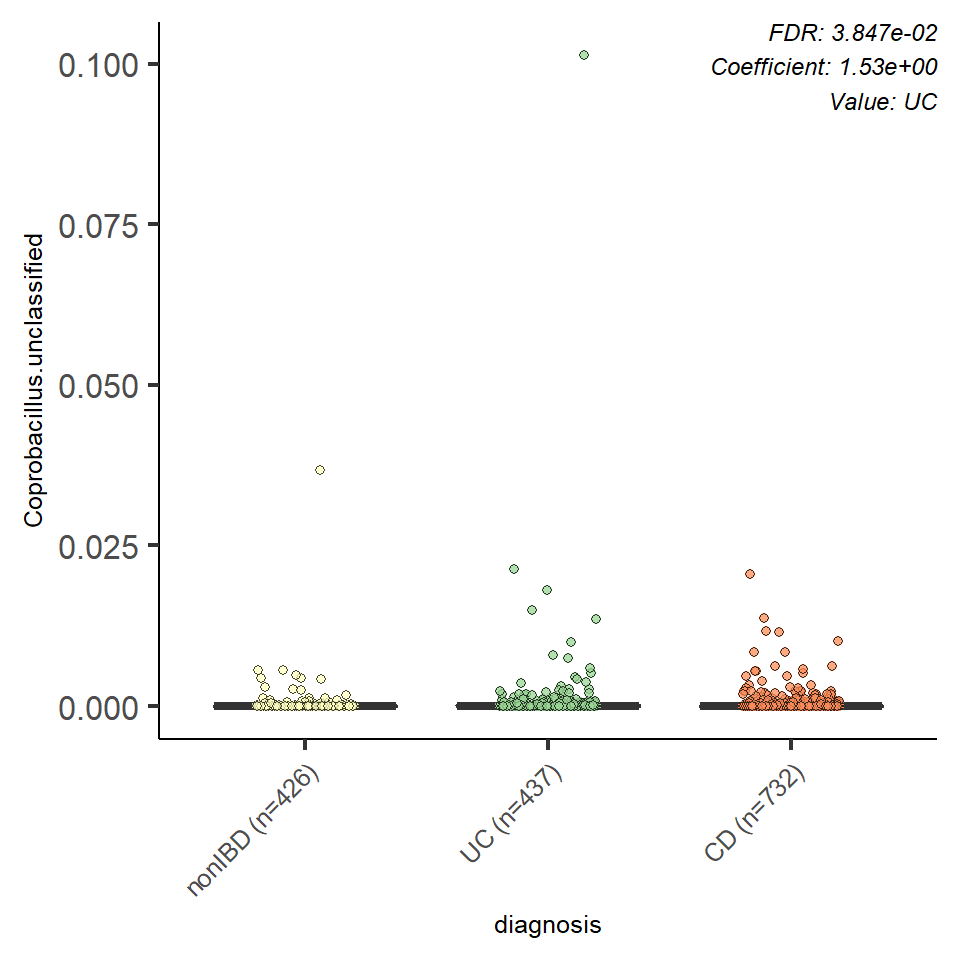 FDR: 3.847e-02
Coefficient: 1.53e+00
Value: UC
Coprobacillus.unclassified
0.100
0.075
0.050
0.025
0.000
nonIBD (n=426)
UC (n=437)
CD (n=732)
diagnosis